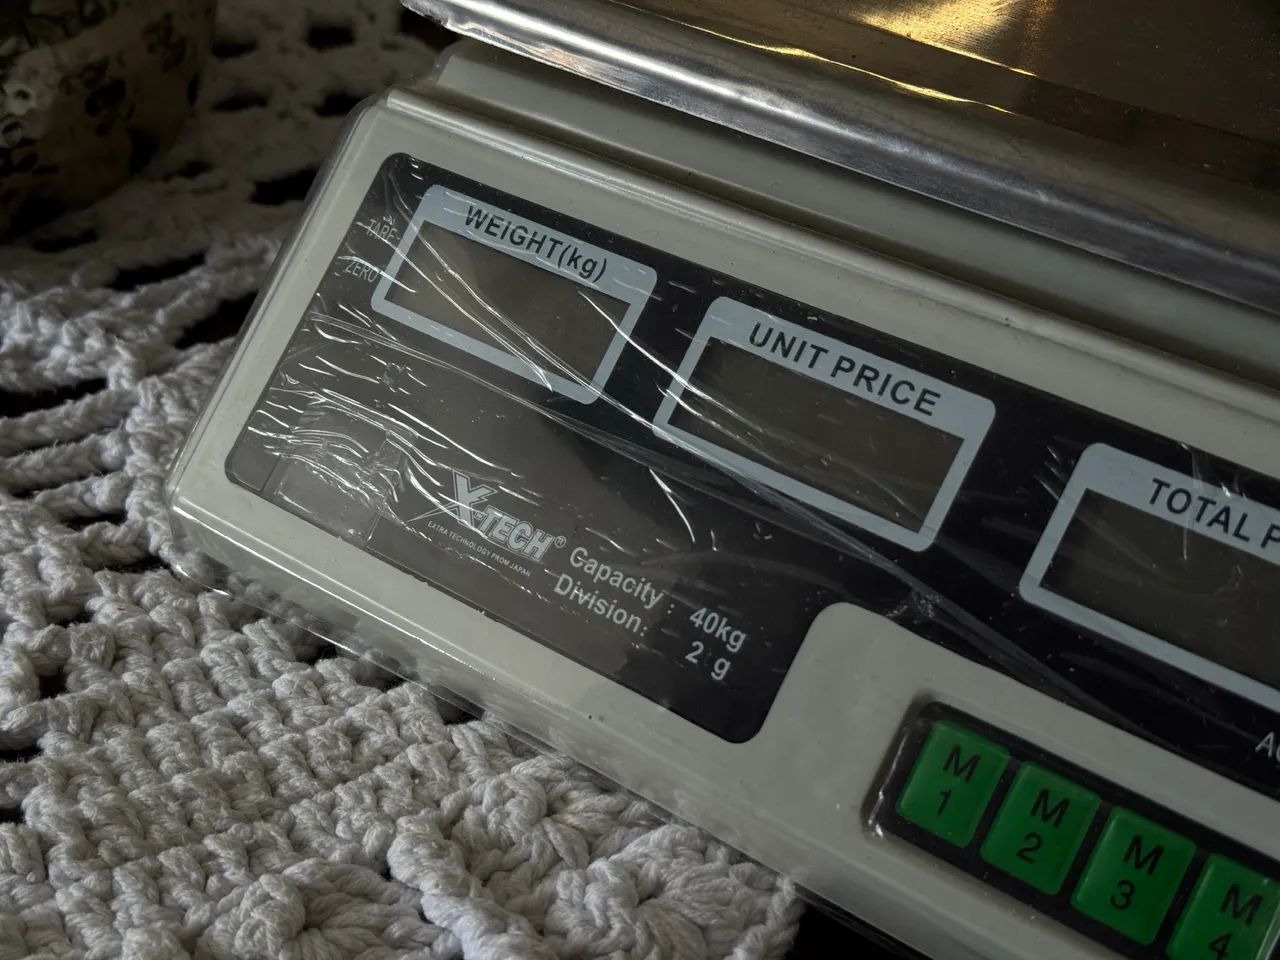 WEIGHT(kg)
TARE
ZERO
UNIT PRICE
TOTAL P
X-TECH®
EXTRA TECHNOLOGY FROM JAPAN
Capacity : 40kg
Division: 2 g
M
1
M
2
M
3
M
4